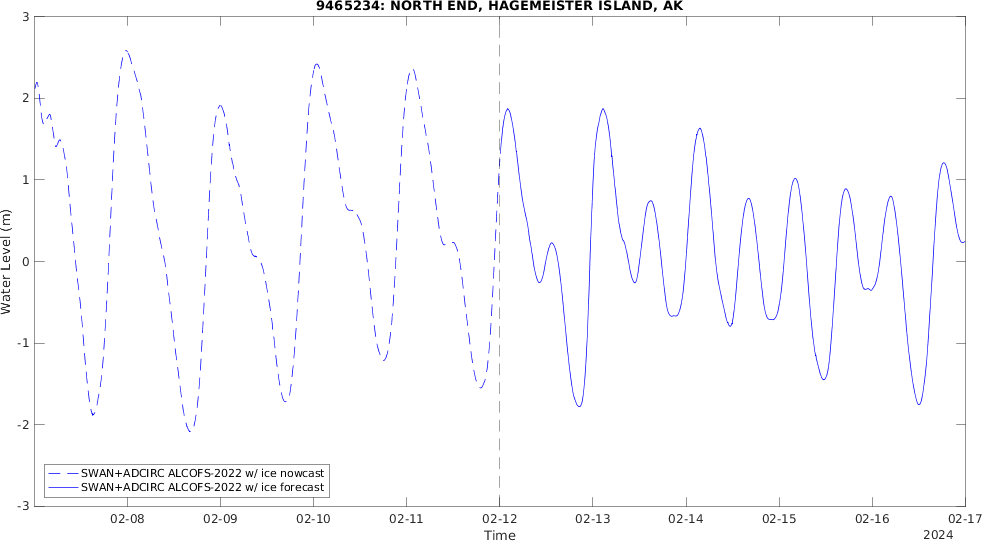 9465234: NORTH END, HAGEMEISTER ISLAND, AK
3
2
1
0
-1
-2
-3
Water Level (m)
SWAN+ADCIRC ALCOFS-2022 w/ ice nowcast
SWAN+ADCIRC ALCOFS-2022 w/ ice forecast
02-08 02-09 02-10 02-11 02-12 02-13 02-14 02-15 02-16 02-17
Time
2024